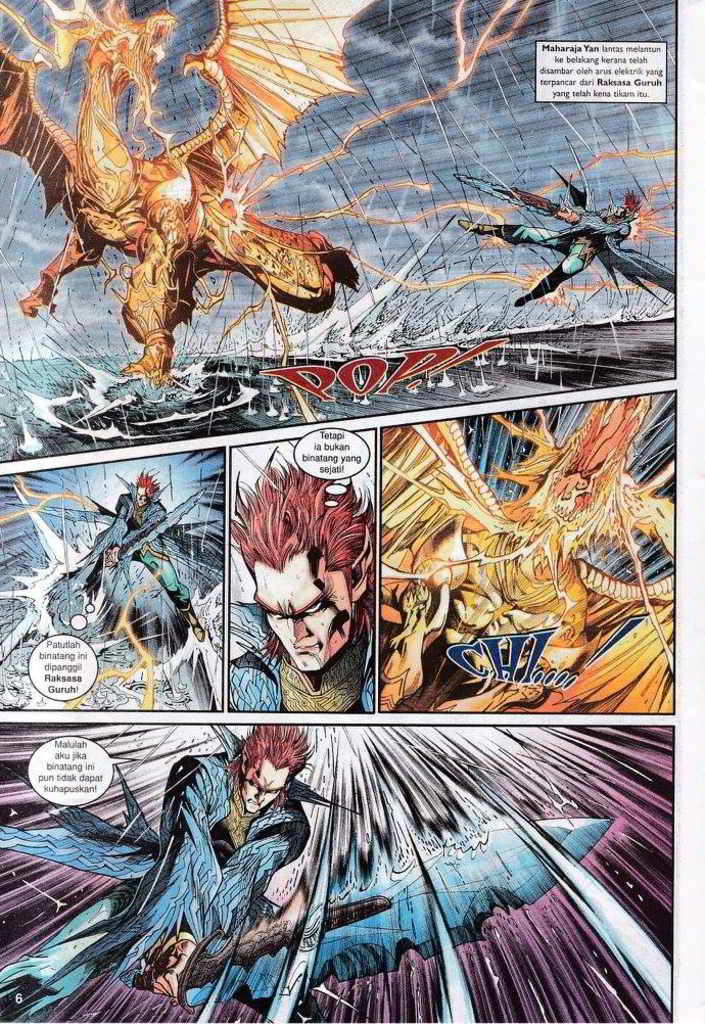 Maharaja Yan lantas melantun
ke belakang kerana telah
disambar oleh arus elektrik yang
terpancar dari Raksasa Guruh
yang telah kena tikam itu.
POP!
Patutlah
binatang ini
dipanggil
Raksasa
Guruh!
Tetapi
ia bukan
binatang yang
sejati!
CHI....!
Malulah
aku jika
binatang ini
pun tidak dapat
kuhapuskan!
6